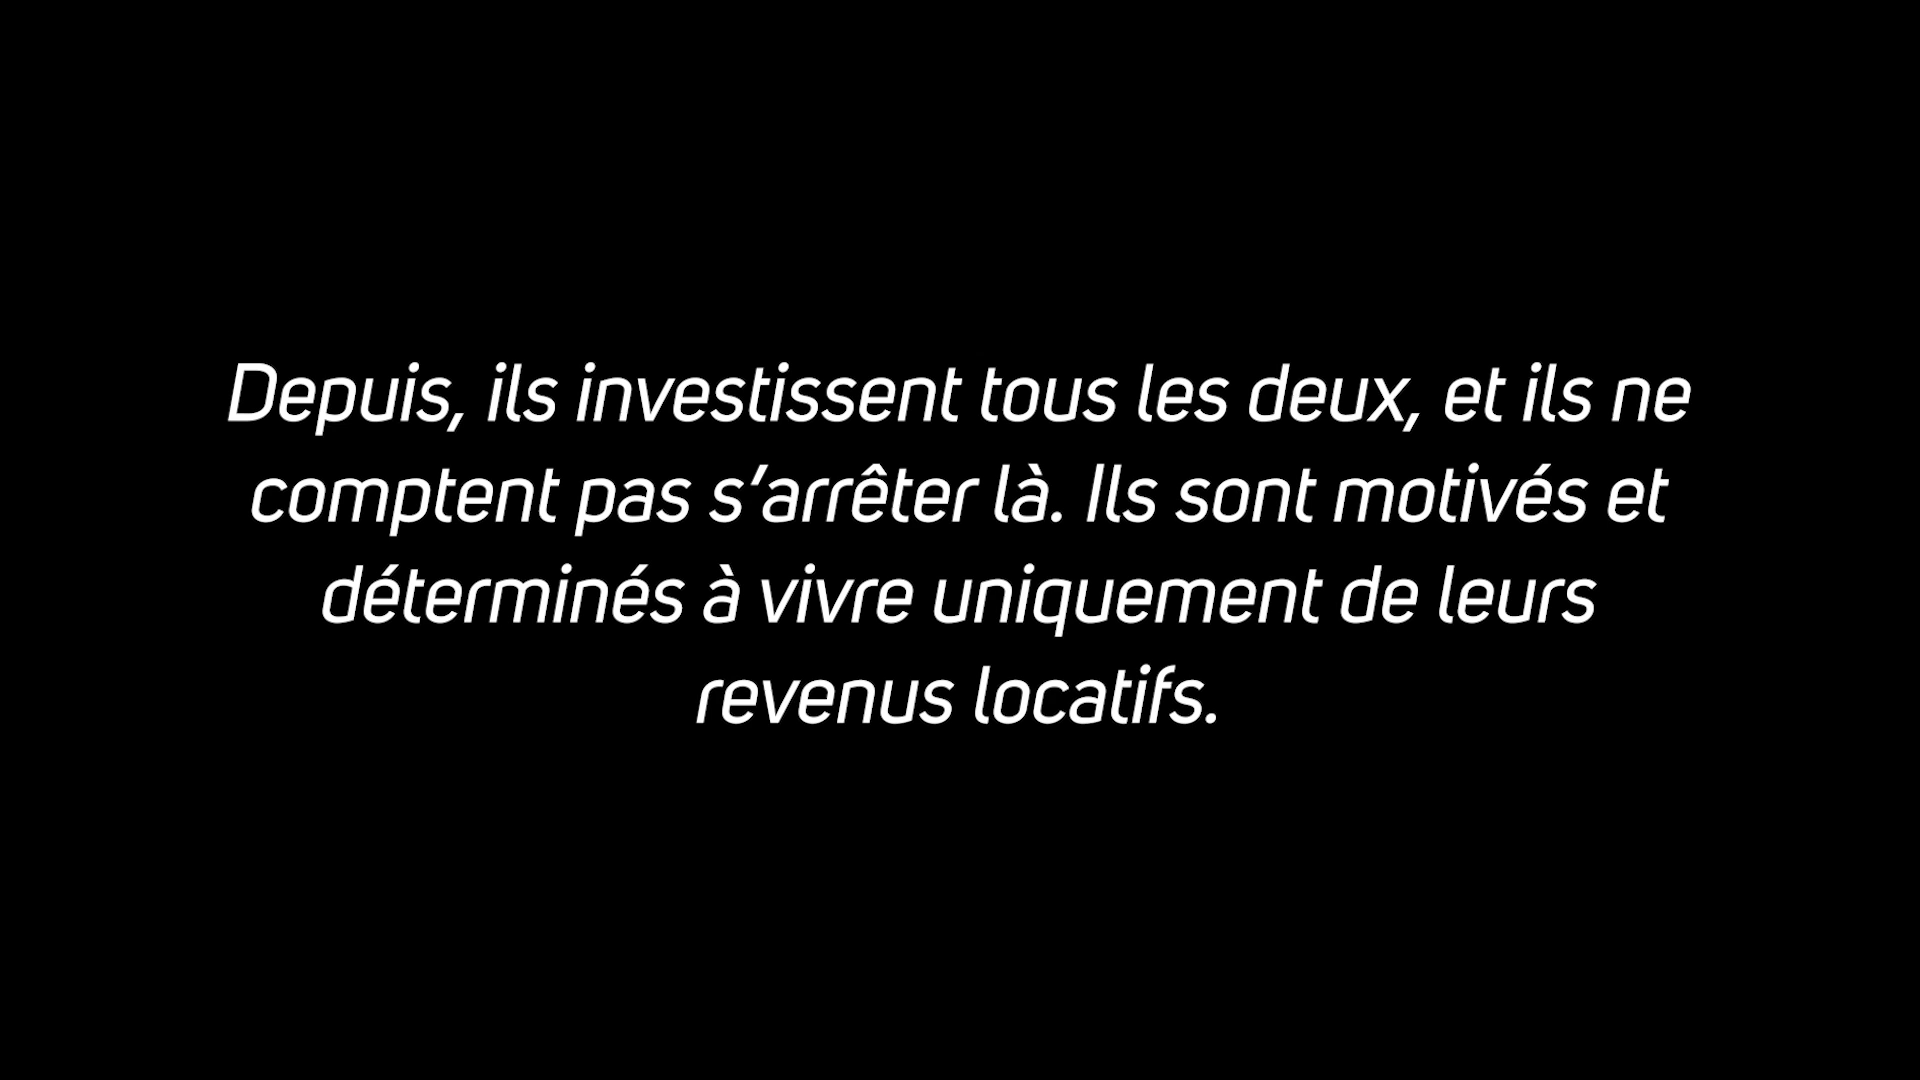 Depuis, ils investissent tous les deux, et ils ne
comptent pas s’arrêter là. Ils sont motivés et
déterminés à vivre uniquement de leurs
revenus locatifs.